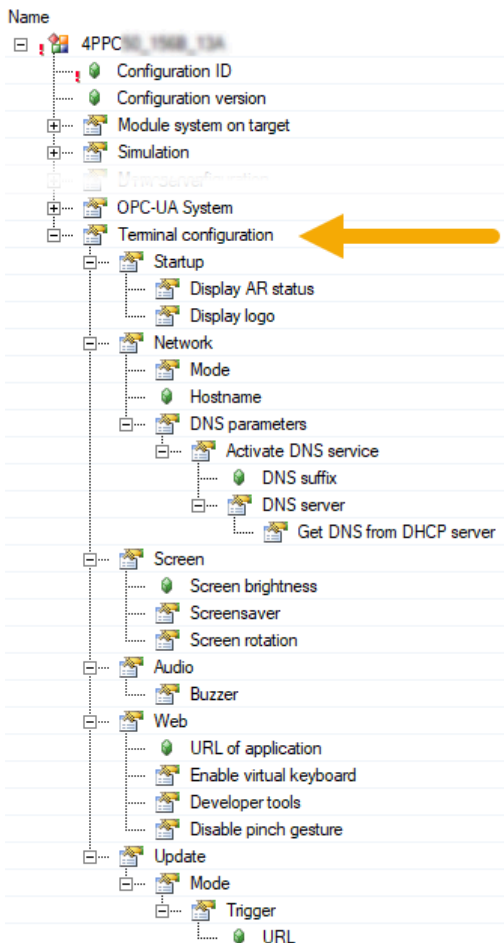 Name
4PPC
Configuration ID
Configuration version
Module system on target
Simulation
OPC-UA System
Terminal configuration
Startup
Display AR status
Display logo
Network
Mode
Hostname
DNS parameters
Activate DNS service
DNS suffix
DNS server
Get DNS from DHCP server
Screen
Screen brightness
Screensaver
Screen rotation
Audio
Buzzer
Web
URL of application
Enable virtual keyboard
Developer tools
Disable pinch gesture
Update
Mode
Trigger
URL